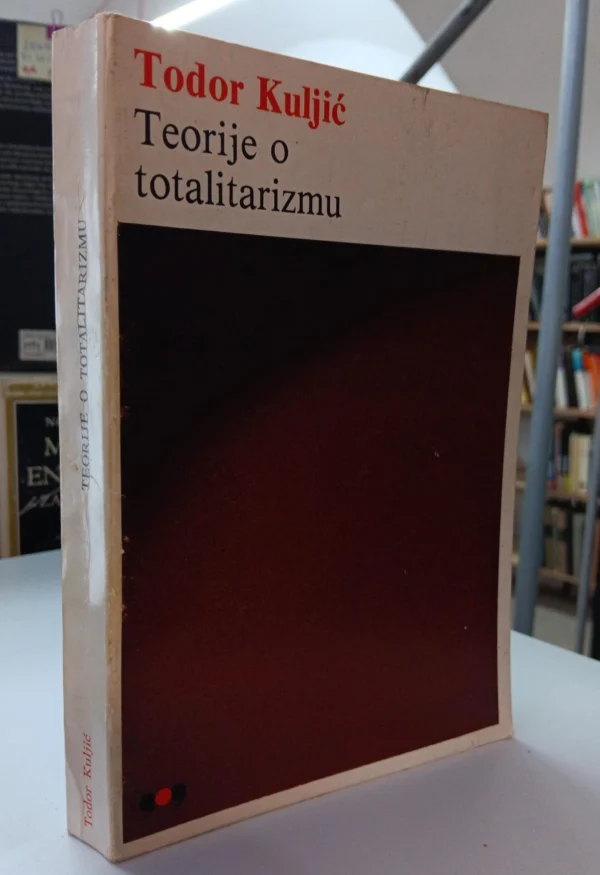 Todor Kuljić
Teorije o
totalitarizmu
TEORIJE O TOTALITARIZMU
Todor Kuljić